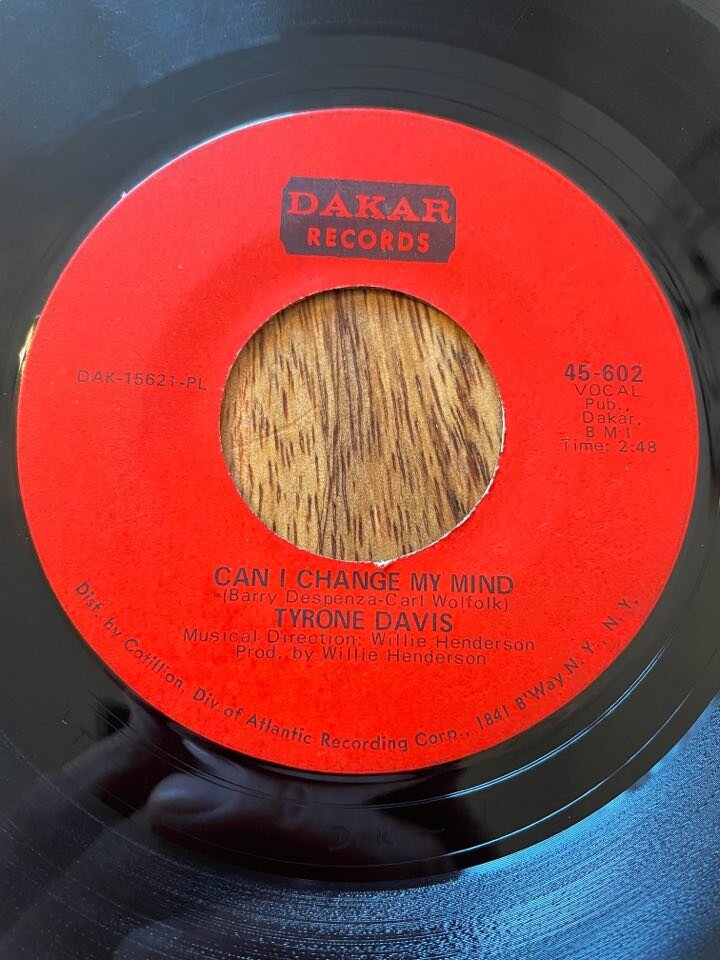 DAKAR
RECORDS
DAK-15621-PL
45-602
VOCAL
Pub.,
Dakar,
B M I
Time: 2:48
CAN I CHANGE MY MIND
(Barry Despenza-Carl Wolfolk)
TYRONE DAVIS
Musical Direction: Willie Henderson
Prod. by Willie Henderson
Dist. by Cotillion, Div. of Atlantic Recording Corp., 1841 B'Way N. Y., N. Y.
DAK